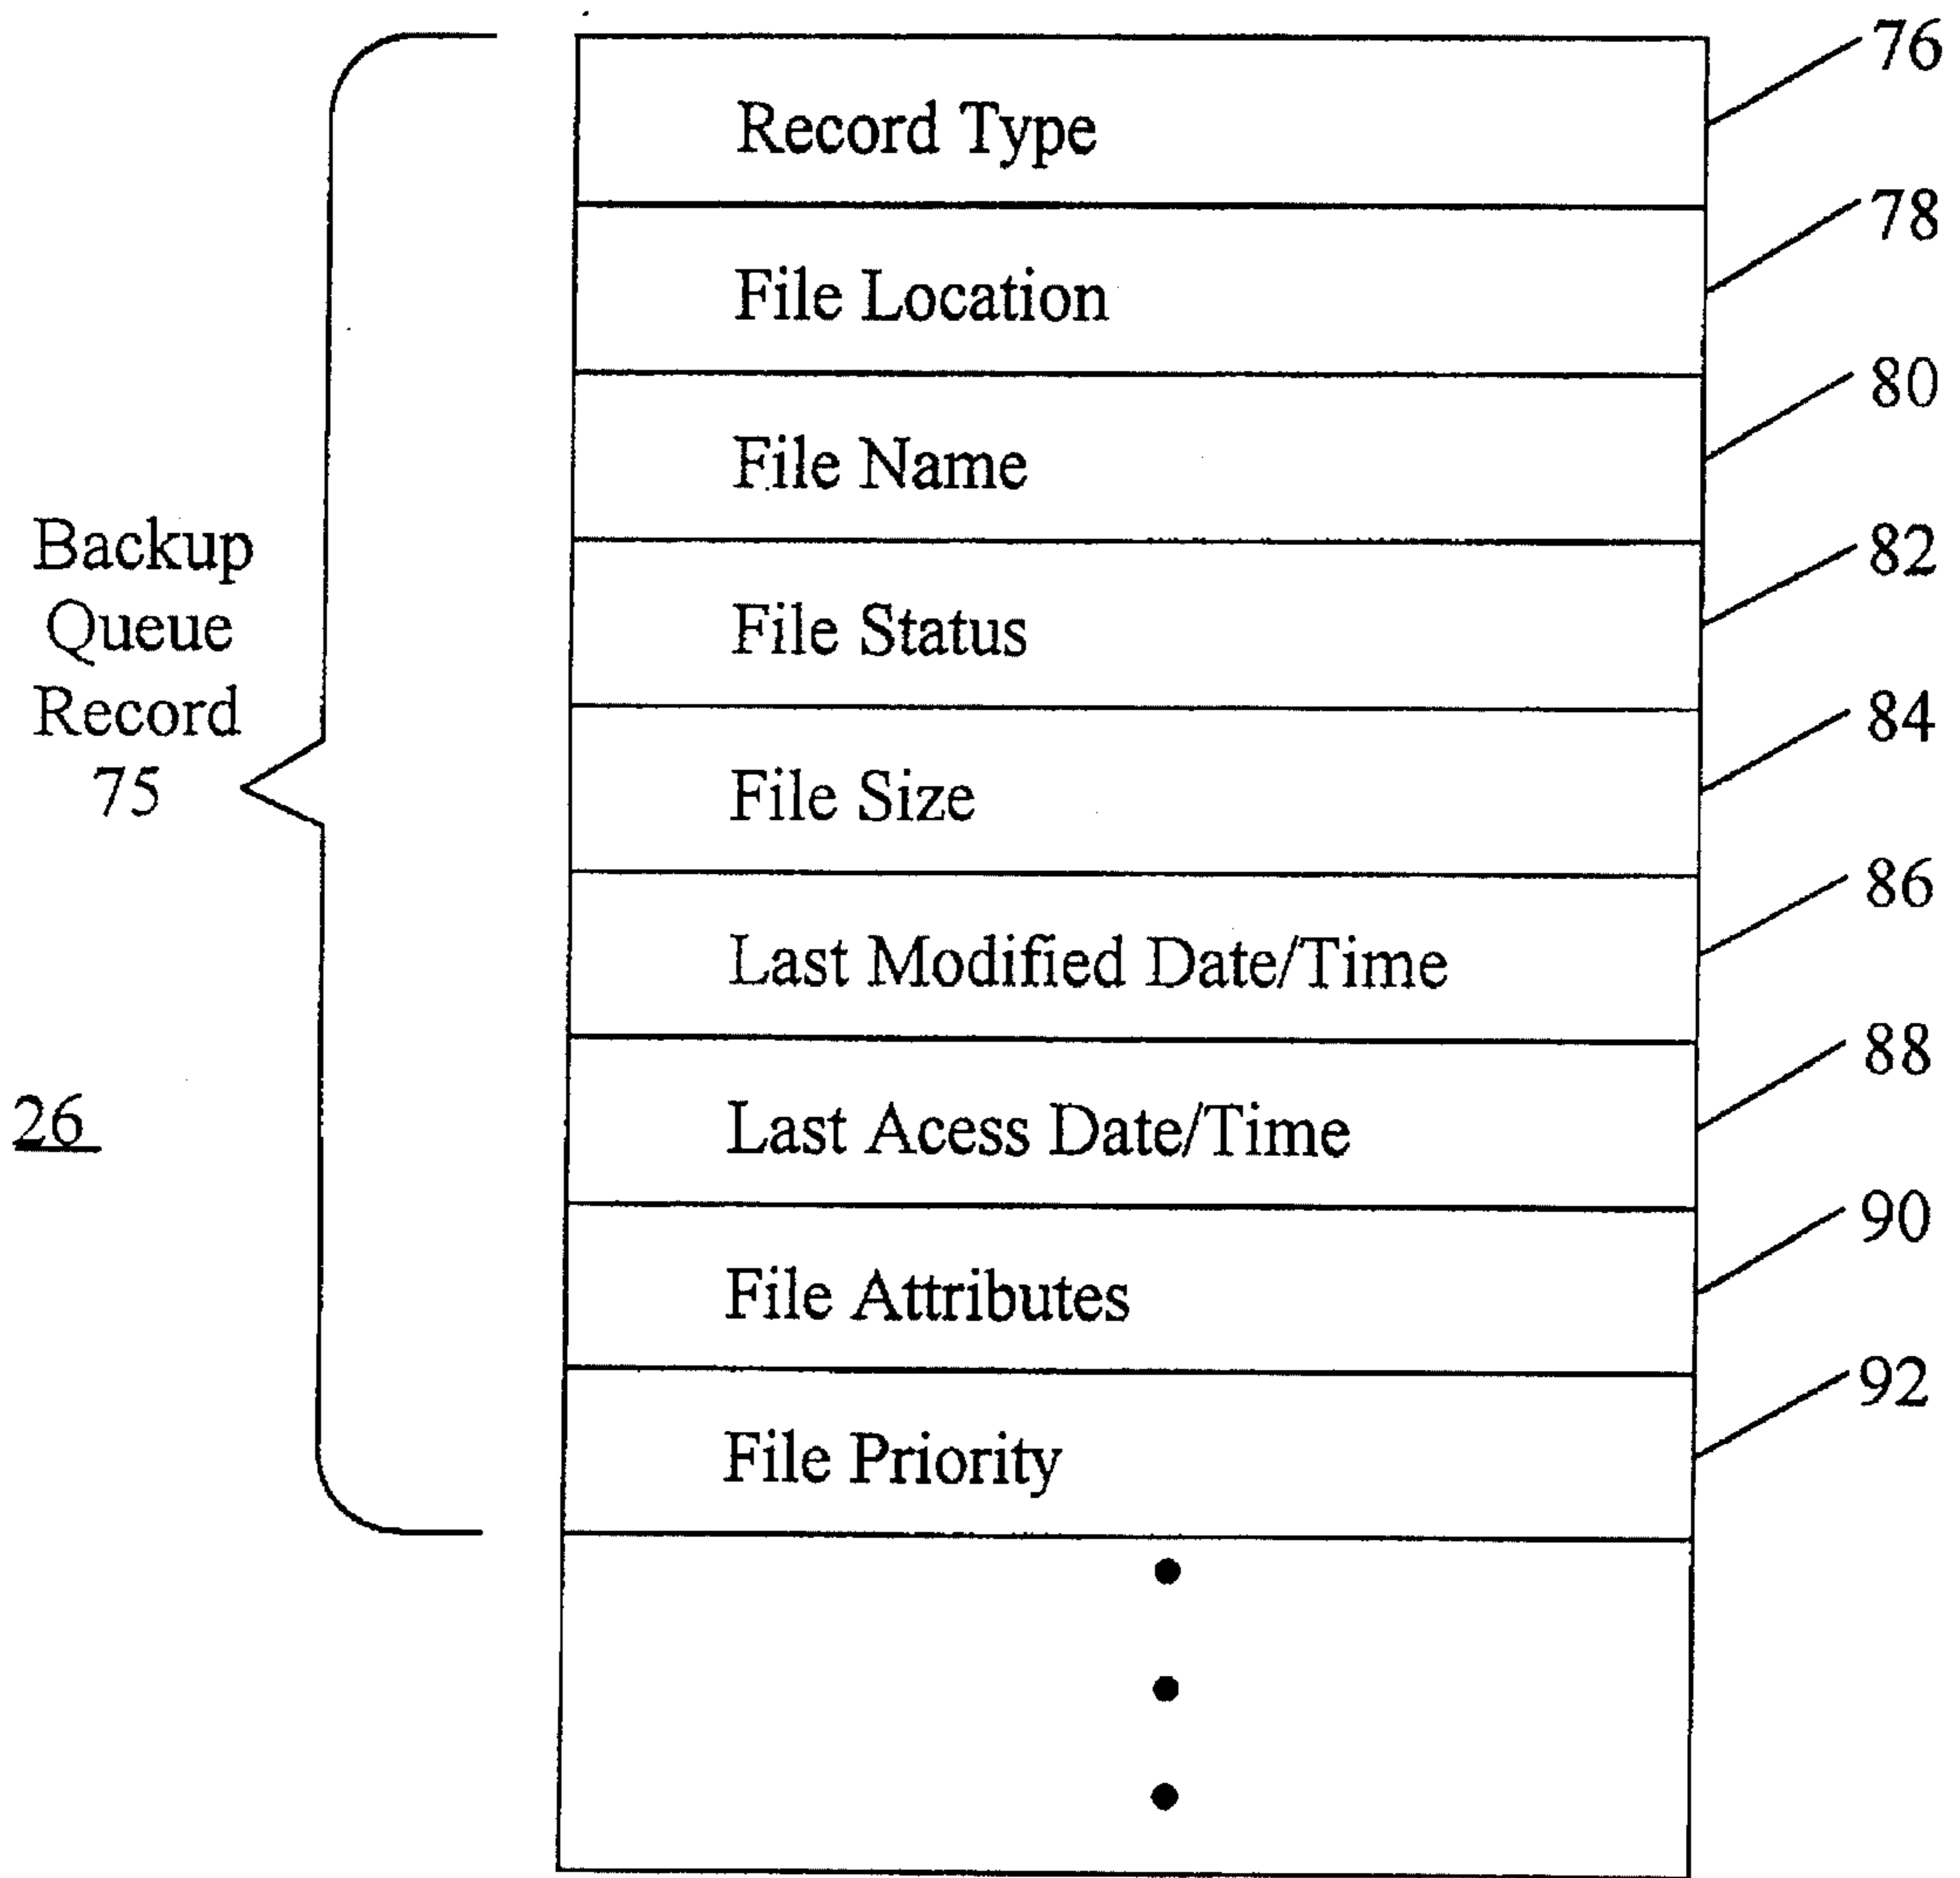 76
Record Type
78
File Location
80
File Name
82
File Status
84
File Size
86
Last Modified Date/Time
88
Last Acess Date/Time
90
File Attributes
92
File Priority
Backup
Queue
Record
75
26